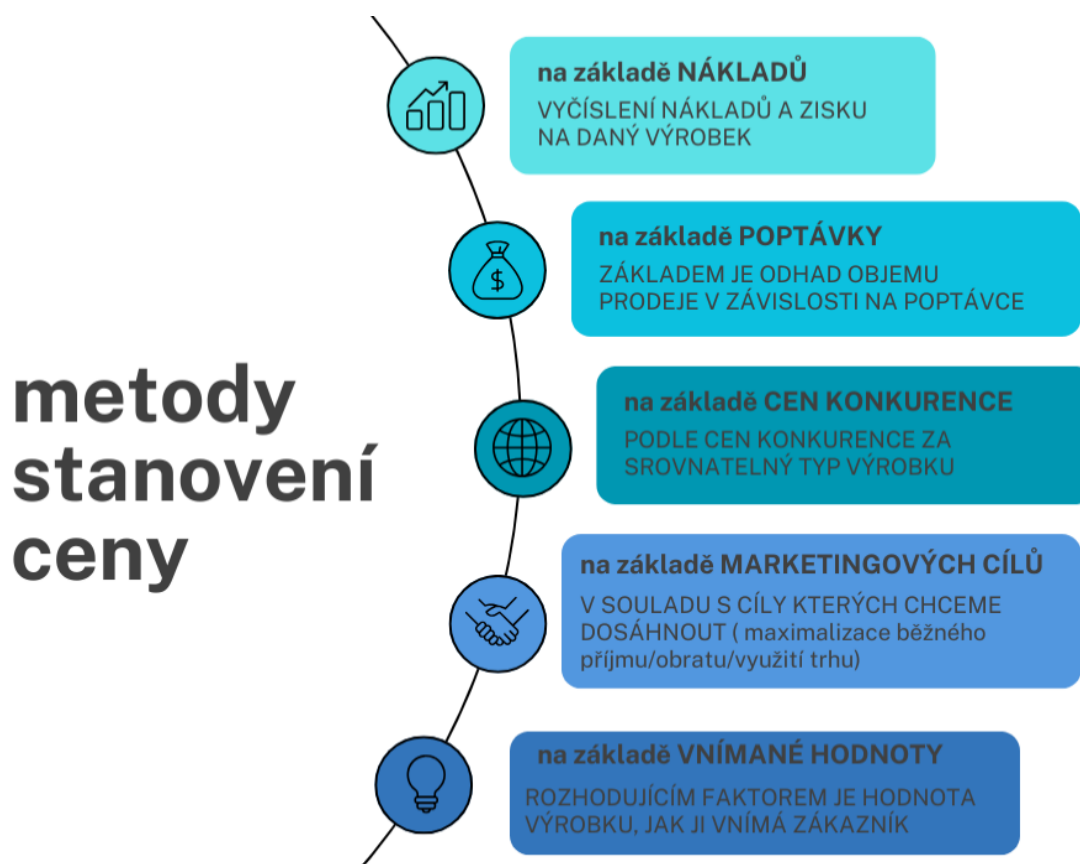 metody
stanovení
ceny
na základě NÁKLADŮ
VYČÍSLENÍ NÁKLADŮ A ZISKU
NA DANÝ VÝROBEK
na základě POPTÁVKY
ZÁKLADEM JE ODHAD OBJEMU
PRODEJE V ZÁVISLOSTI NA POPTÁVCE
$
na základě CEN KONKURENCE
PODLE CEN KONKURENCE ZA
SROVNATELNÝ TYP VÝROBKU
na základě MARKETINGOVÝCH CÍLŮ
V SOULADU S CÍLY KTERÝCH CHCEME
DOSÁHNOUT ( maximalizace běžného
příjmu/obratu/využití trhu)
na základě VNÍMANÉ HODNOTY
ROZHODUJÍCÍM FAKTOREM JE HODNOTA
VÝROBKU, JAK JI VNÍMÁ ZÁKAZNÍK